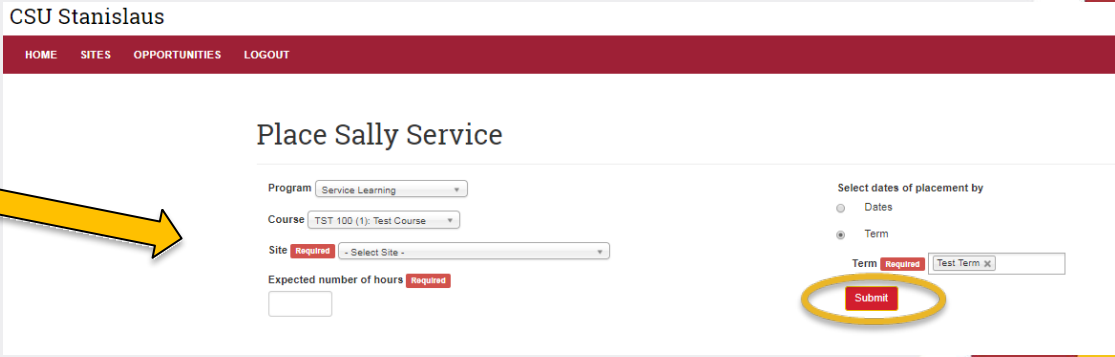 CSU Stanislaus
HOME SITES OPPORTUNITIES LOGOUT
Place Sally Service
Program Service Learning
Course TST 100 (1): Test Course
Site Required - Select Site -
Expected number of hours Required
Select dates of placement by
Dates
Term
Term Required Test Term x
Submit